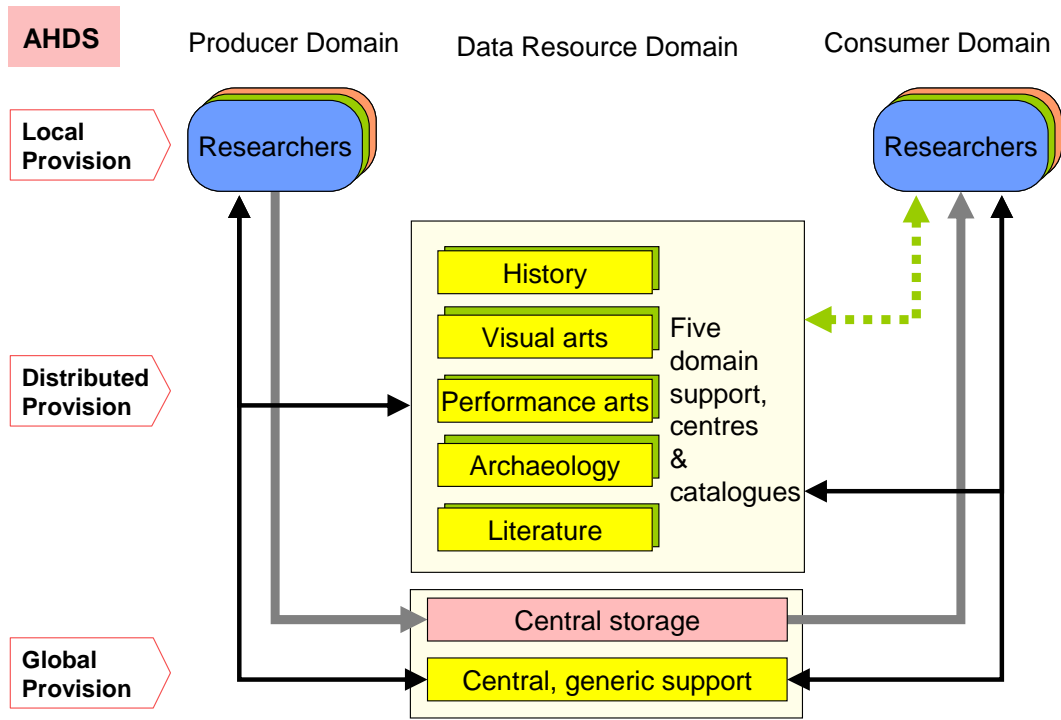 AHDS
Producer Domain
Data Resource Domain
Consumer Domain
Local
Provision
Researchers
Researchers
History
Visual arts
Performance arts
Archaeology
Literature
Five
domain
support,
centres
&
catalogues
Distributed
Provision
Central storage
Global
Provision
Central, generic support